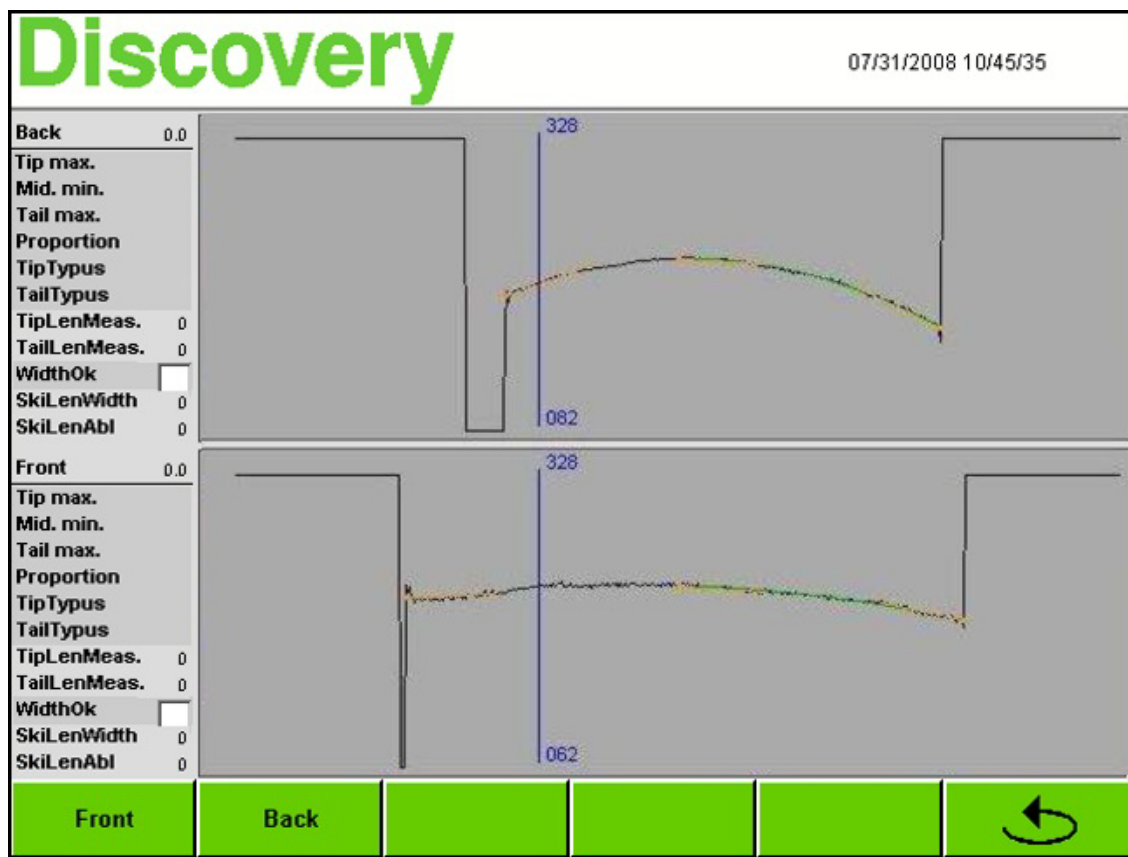 Discovery
07/31/2008 10/45/35
Back 0.0
Tip max.
Mid. min.
Tail max.
Proportion
TipTypus
TailTypus
TipLenMeas. 0
TailLenMeas. 0
WidthOk
SkiLenWidth 0
SkiLenAbl 0
328
082
Front 0.0
Tip max.
Mid. min.
Tail max.
Proportion
TipTypus
TailTypus
TipLenMeas. 0
TailLenMeas. 0
WidthOk
SkiLenWidth 0
SkiLenAbl 0
328
062
Front Back